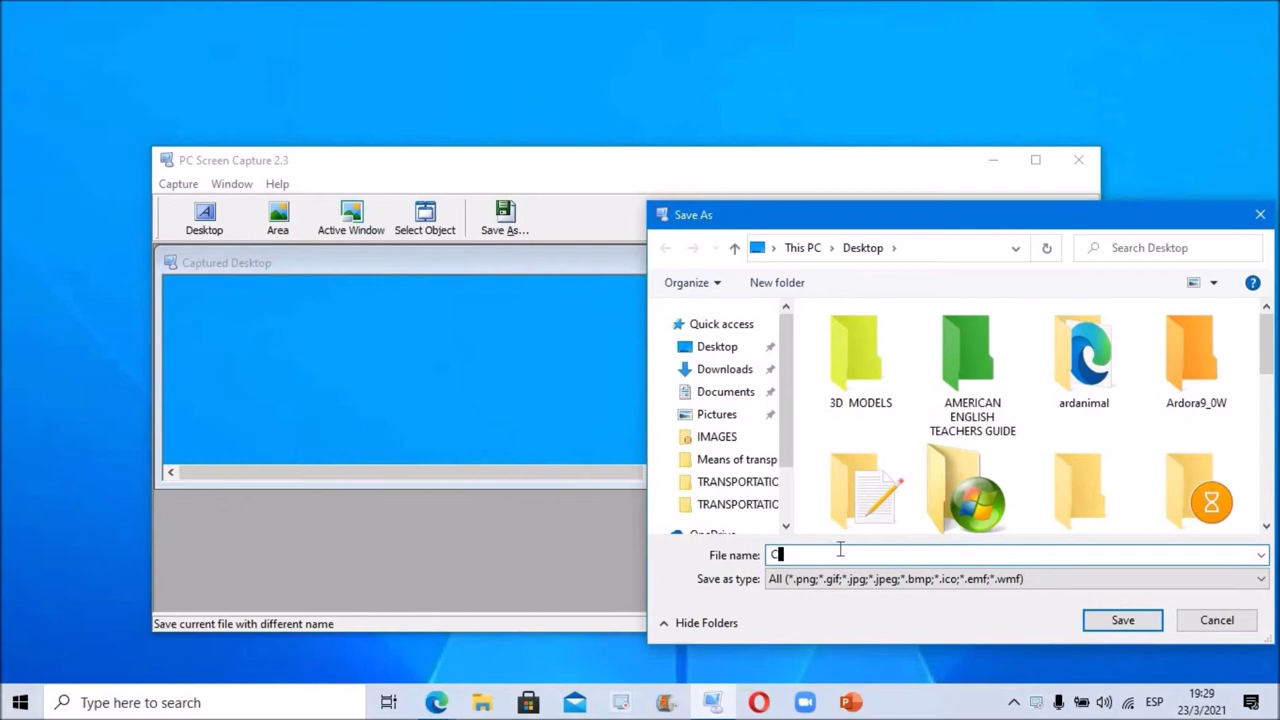 PC Screen Capture 2.3
Capture Window Help
Desktop Area Active Window Select Object Save As...
Captured Desktop
Save current file with different name
Save As
This PC Desktop
Search Desktop
Organize New folder
Quick access
Desktop
Downloads
Documents
Pictures
IMAGES
Means of transp
TRANSPORTATIO
TRANSPORTATIO
3D MODELS
AMERICAN
ENGLISH
TEACHERS GUIDE
ardanimal
Ardora9_0W
File name: C
Save as type: All (*.png;*.gif;*.jpg;*.jpeg;*.bmp;*.ico;*.emf;*.wmf)
Hide Folders
Save Cancel
Type here to search
ESP
19:29
23/3/2021